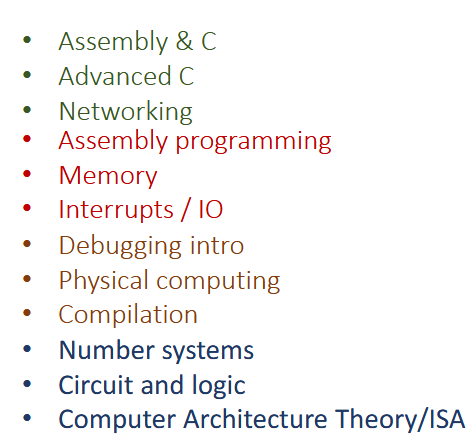 • Assembly & C
• Advanced C
• Networking
• Assembly programming
• Memory
• Interrupts / IO
• Debugging intro
• Physical computing
• Compilation
• Number systems
• Circuit and logic
• Computer Architecture Theory/ISA